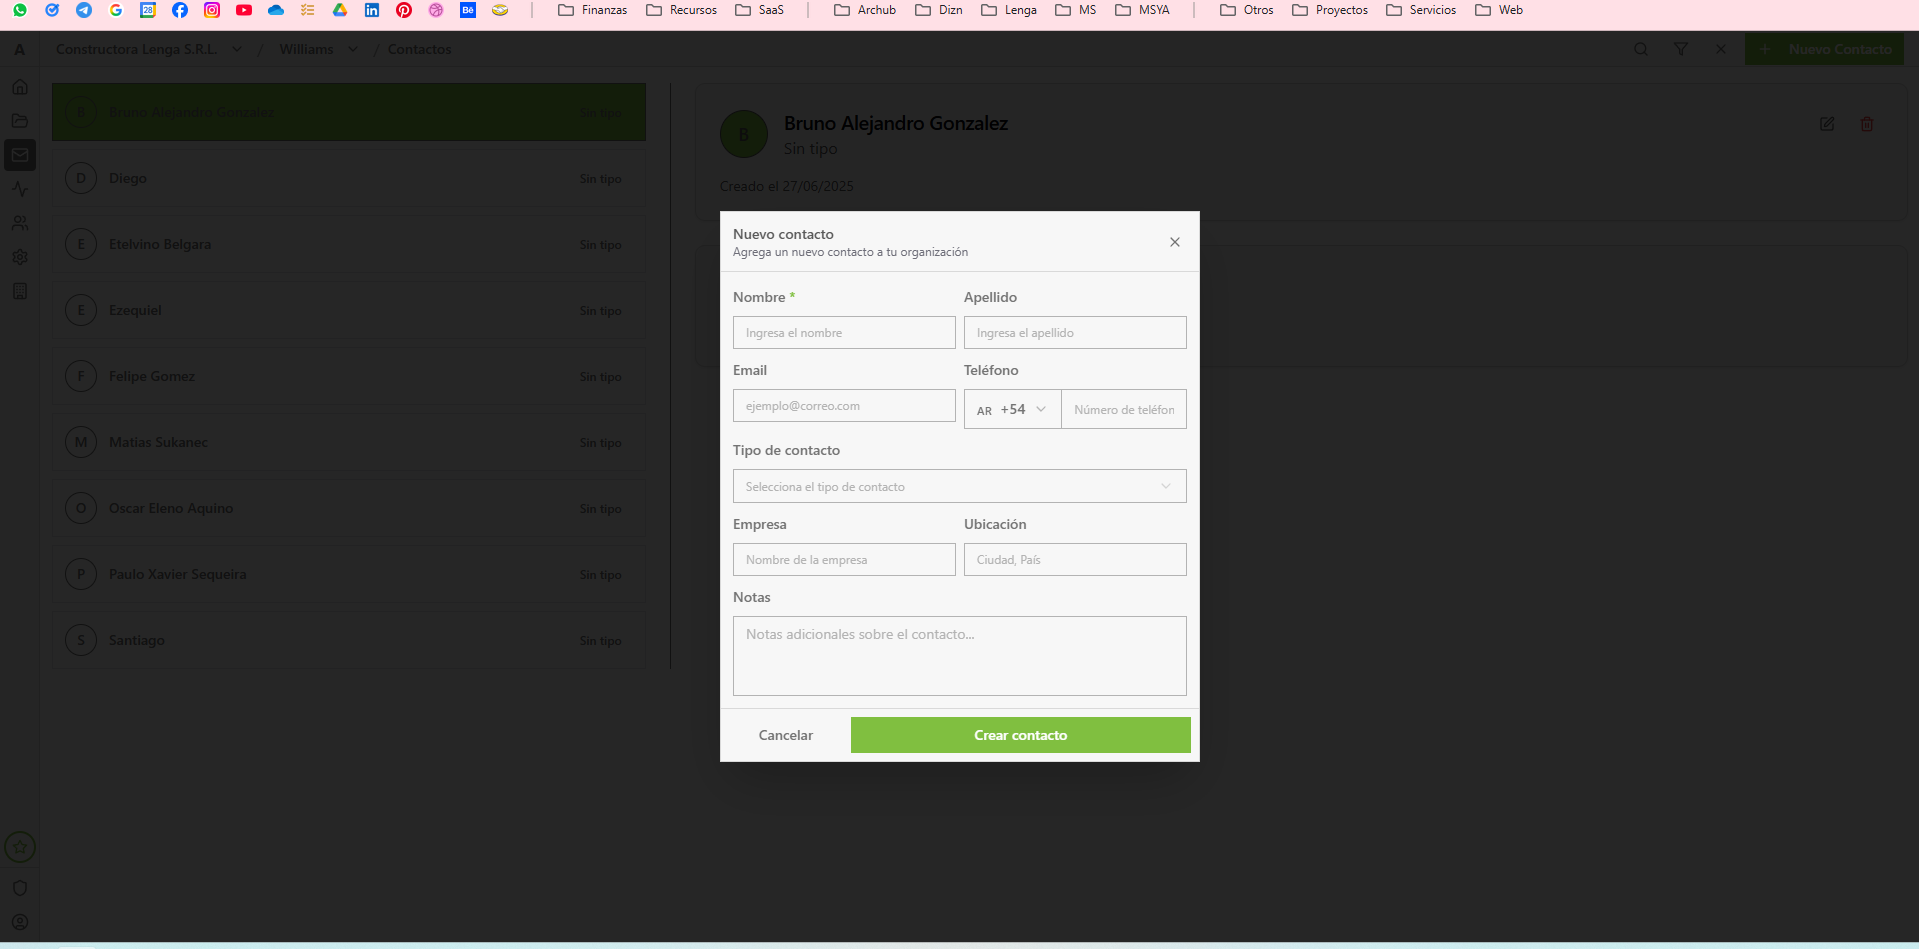 28
Bē
Finanzas
Recursos
SaaS
Archub
Dizn
Lenga
MS
MSYA
Otros
Proyectos
Servicios
Web
A
Constructora Lenga S.R.L. / Williams / Contactos
+ Nuevo Contacto
B Bruno Alejandro Gonzalez Sin tipo
D Diego Sin tipo
E Etelvino Belgara Sin tipo
E Ezequiel Sin tipo
F Felipe Gomez Sin tipo
M Matias Sukanec Sin tipo
O Oscar Eleno Aquino Sin tipo
P Paulo Xavier Sequeira Sin tipo
S Santiago Sin tipo
B
Bruno Alejandro Gonzalez
Sin tipo
Creado el 27/06/2025
Nuevo contacto
Agrega un nuevo contacto a tu organización
Nombre * Apellido
Ingresa el nombre Ingresa el apellido
Email Teléfono
ejemplo@correo.com AR +54 Número de teléfon
Tipo de contacto
Selecciona el tipo de contacto
Empresa Ubicación
Nombre de la empresa Ciudad, País
Notas
Notas adicionales sobre el contacto...
Cancelar Crear contacto